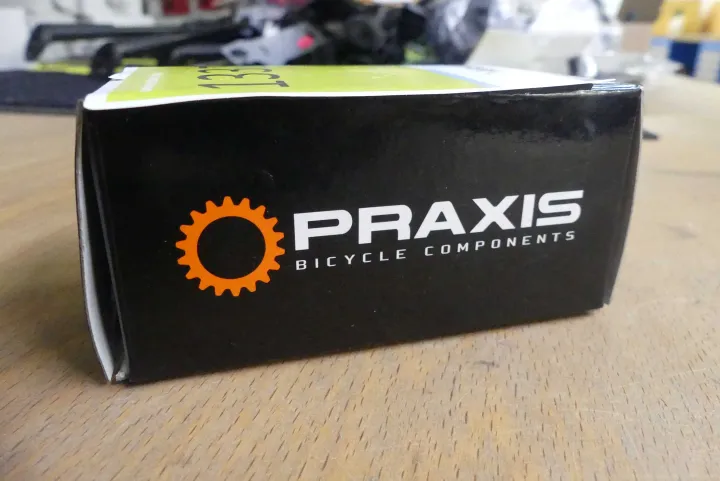 PRAXIS
BICYCLE COMPONENTS